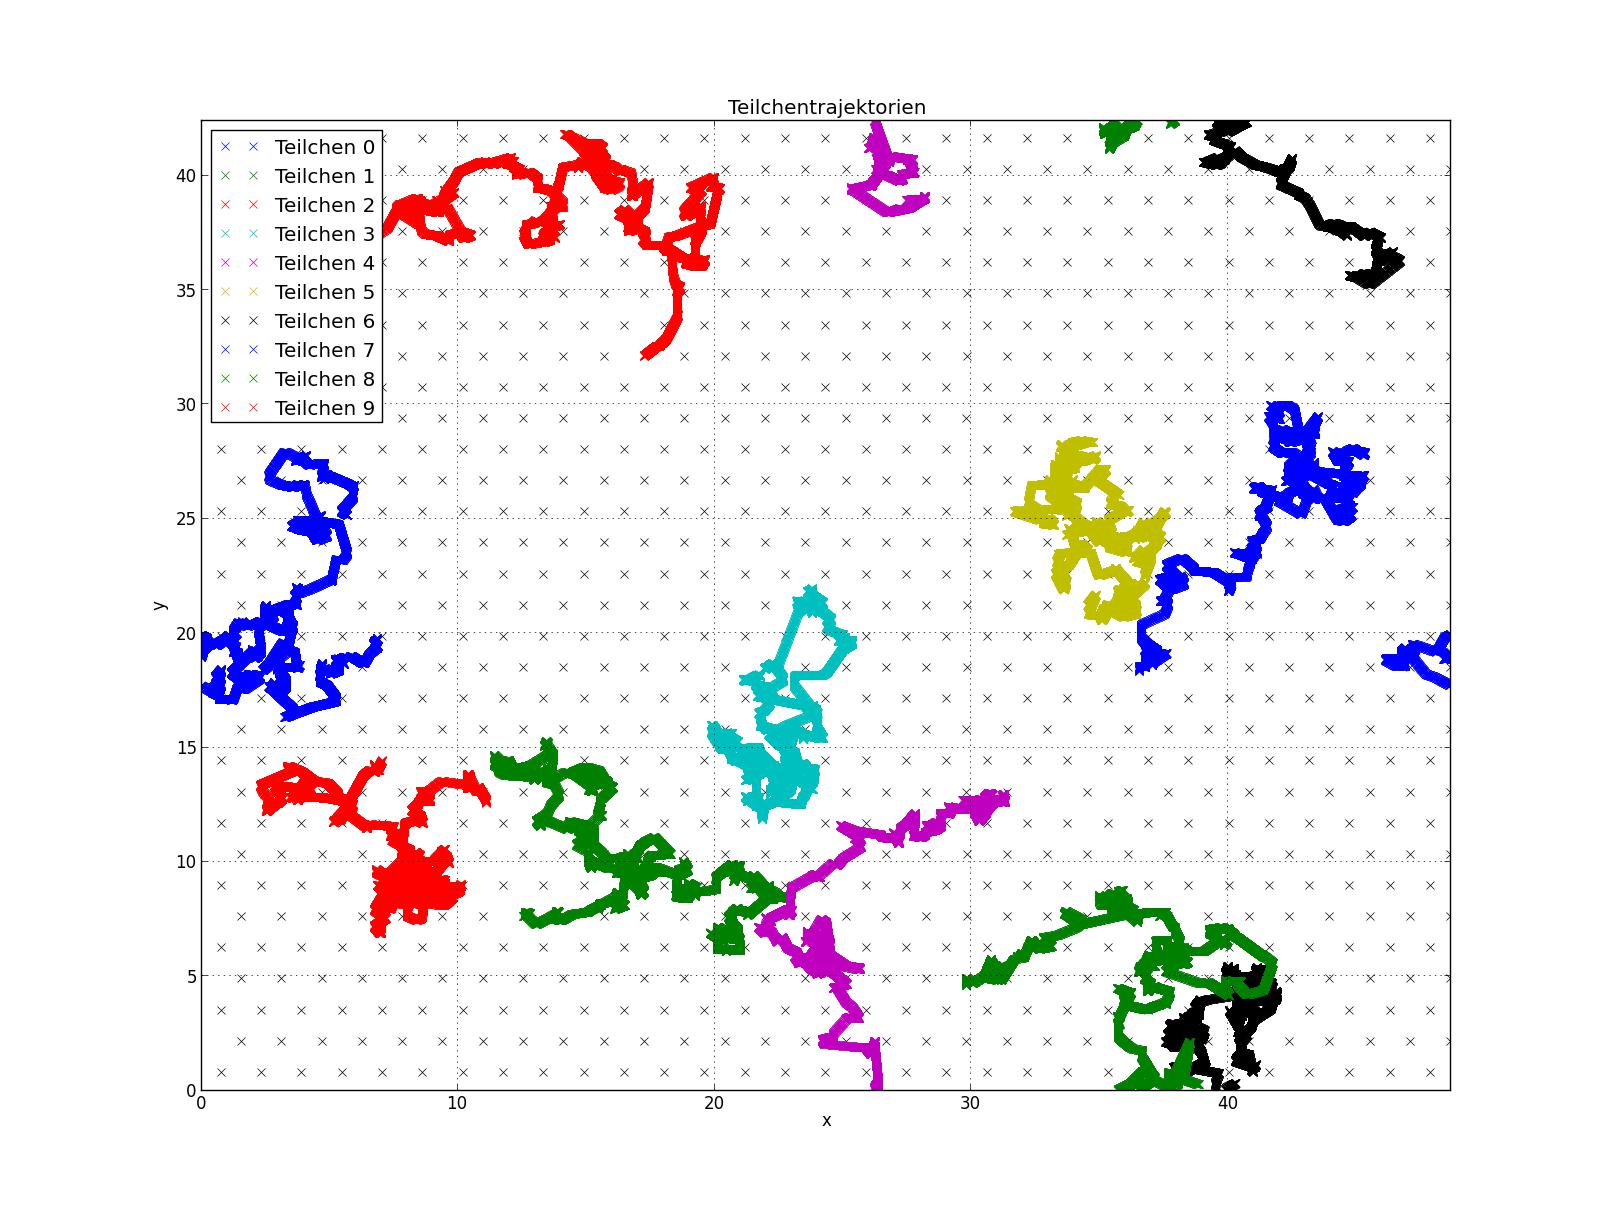 Teilchentrajektorien
Teilchen 0
Teilchen 1
Teilchen 2
Teilchen 3
Teilchen 4
Teilchen 5
Teilchen 6
Teilchen 7
Teilchen 8
Teilchen 9
40
35
30
25
20
15
10
5
0
y
0 10 20 30 40
x